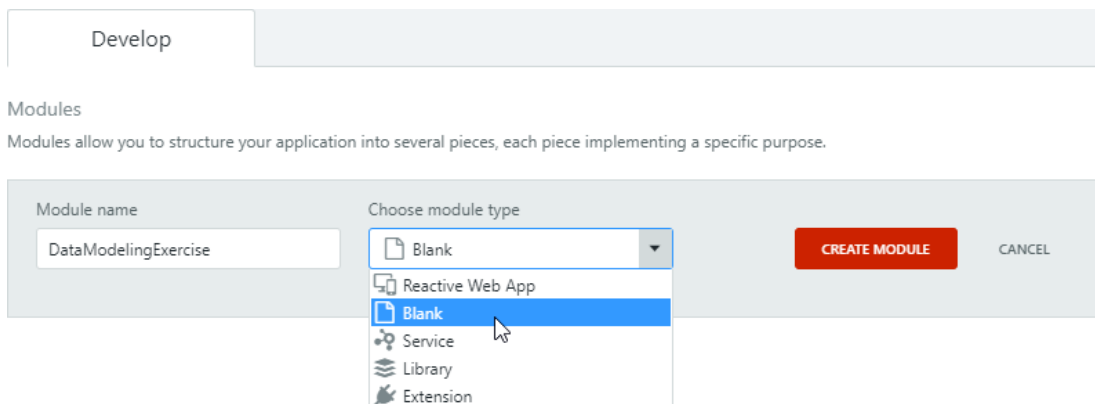 Develop
Modules
Modules allow you to structure your application into several pieces, each piece implementing a specific purpose.
Module name
Choose module type
DataModelingExercise
Blank
CREATE MODULE
CANCEL
Reactive Web App
Blank
Service
Library
Extension